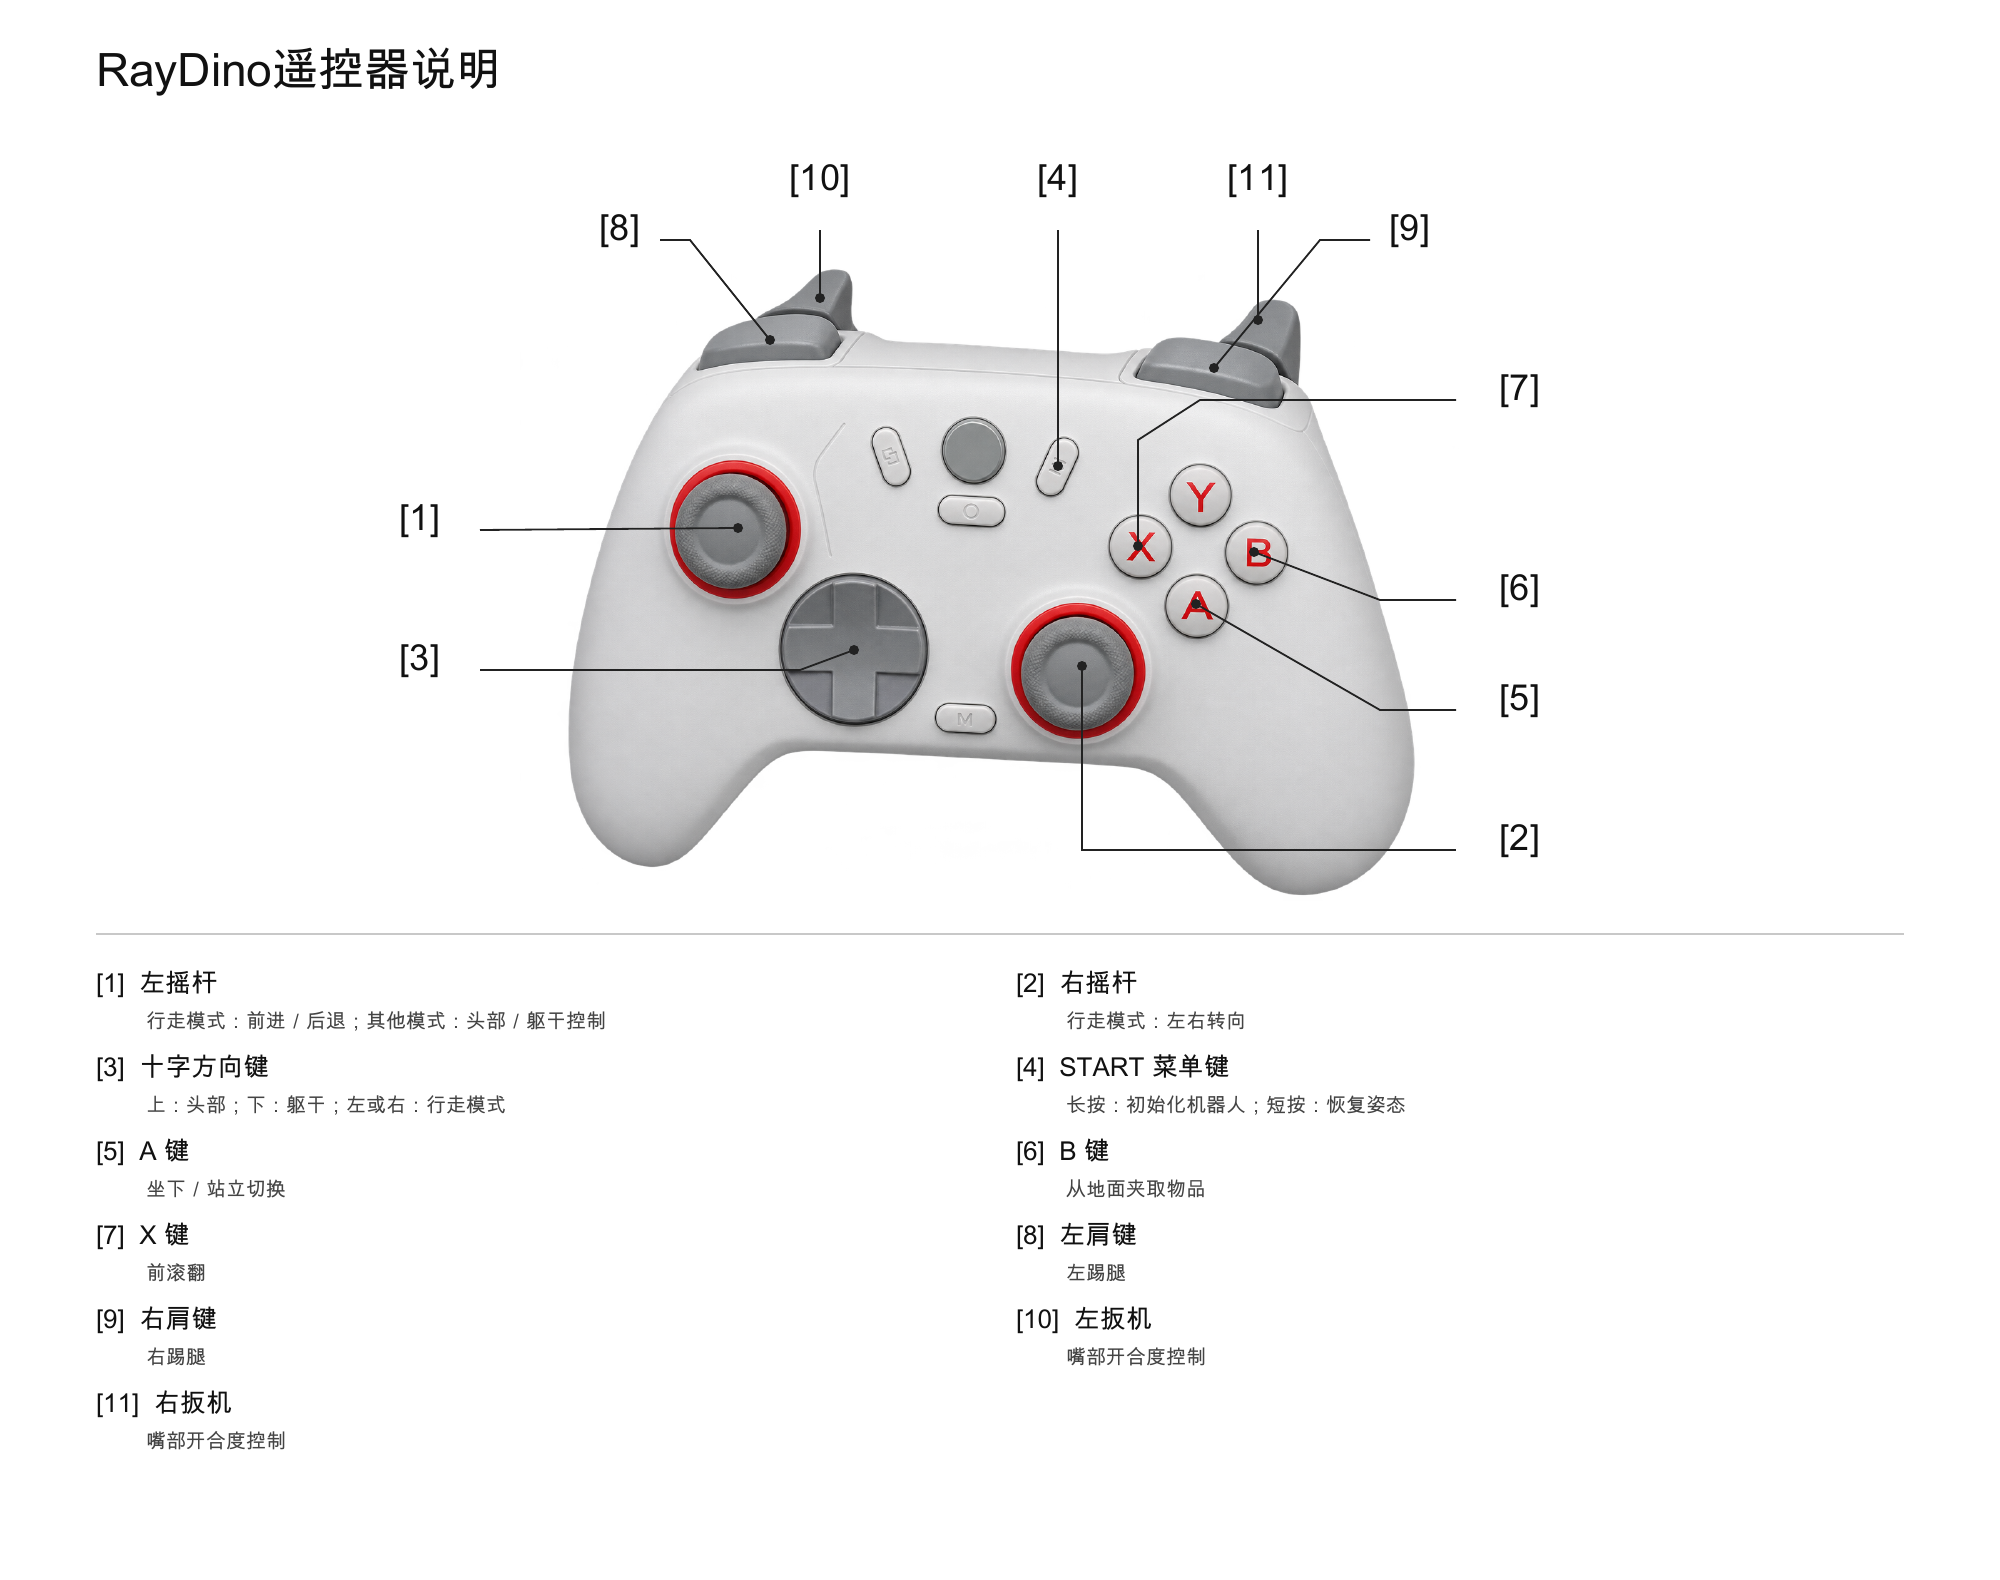 RayDino遥控器说明
[10]
[4]
[11]
[8]
[9]
[7]
Y
[1]
X
B
[6]
A
[3]
[5]
M
[2]
[1] 左摇杆
行走模式：前进 / 后退；其他模式：头部 / 躯干控制
[2] 右摇杆
行走模式：左右转向
[3] 十字方向键
上：头部；下：躯干；左或右：行走模式
[4] START 菜单键
长按：初始化机器人；短按：恢复姿态
[5] A 键
坐下 / 站立切换
[6] B 键
从地面夹取物品
[7] X 键
前滚翻
[8] 左肩键
左踢腿
[9] 右肩键
右踢腿
[10] 左扳机
嘴部开合度控制
[11] 右扳机
嘴部开合度控制